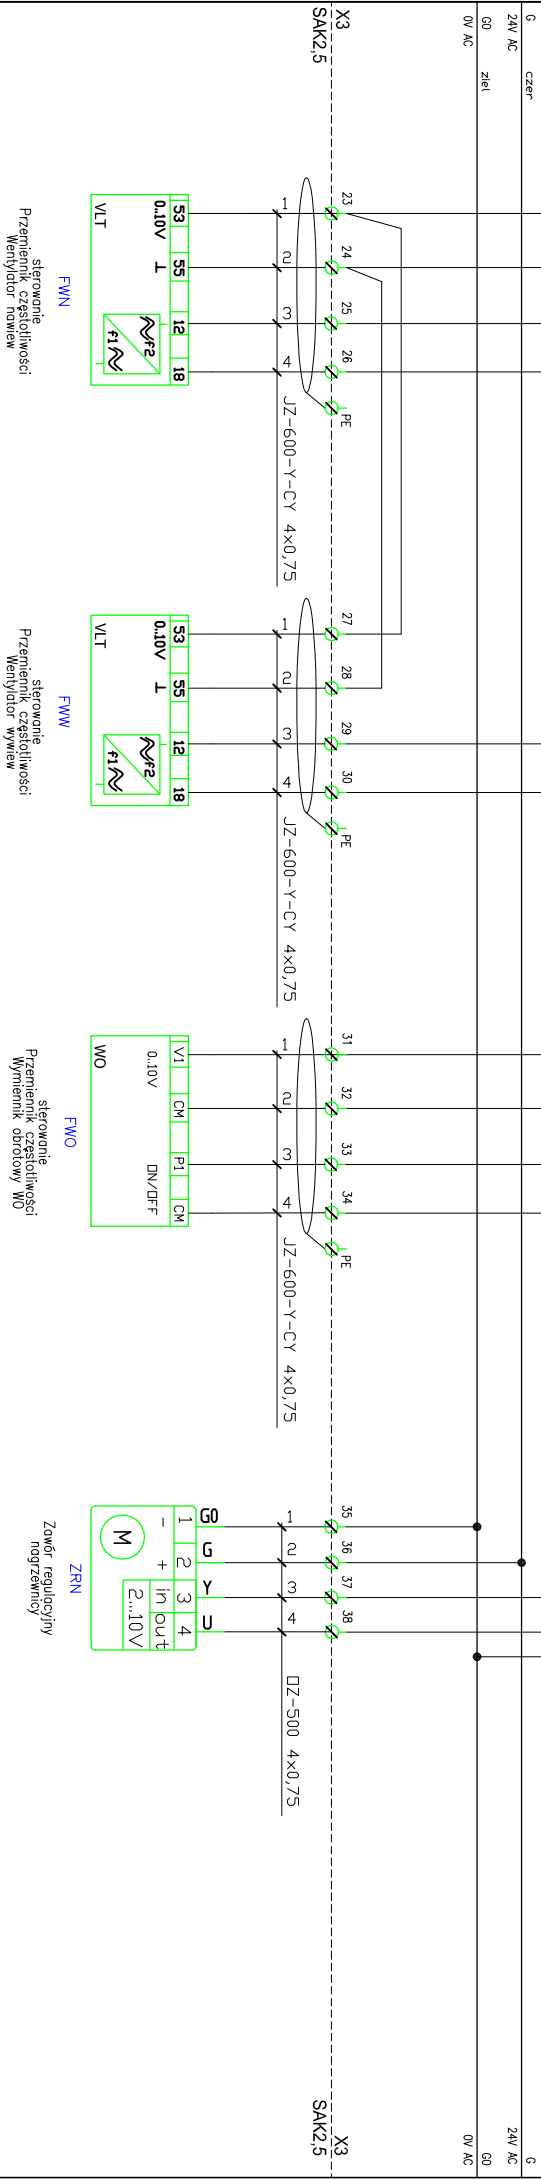 G
24V AC
czer
G0
0V AC
ziel
X3
SAK2,5
23
24
25
26
PE
1
2
3
4
JZ-600-Y-CY 4x0,75
53
55
12
18
0..10V
⊥
VLT
f2
f1
FWN
sterowanie
Przemiennik częstotliwości
Wentylator nawiew
27
28
29
30
PE
1
2
3
4
JZ-600-Y-CY 4x0,75
53
55
12
18
0..10V
⊥
VLT
f2
f1
FWW
sterowanie
Przemiennik częstotliwości
Wentylator wywiew
31
32
33
34
PE
1
2
3
4
JZ-600-Y-CY 4x0,75
V1
CM
P1
CM
0..10V
ON/OFF
WO
FWO
sterowanie
Przemiennik częstotliwości
Wymiennik obrotowy WO
35
36
37
38
1
2
3
4
OZ-500 4x0,75
G0
G
Y
U
1
2
3
4
-
+
in
out
2...10V
M
ZRN
Zawór regulacyjny
nagrzewnicy
G
24V AC
G0
0V AC
X3
SAK2,5